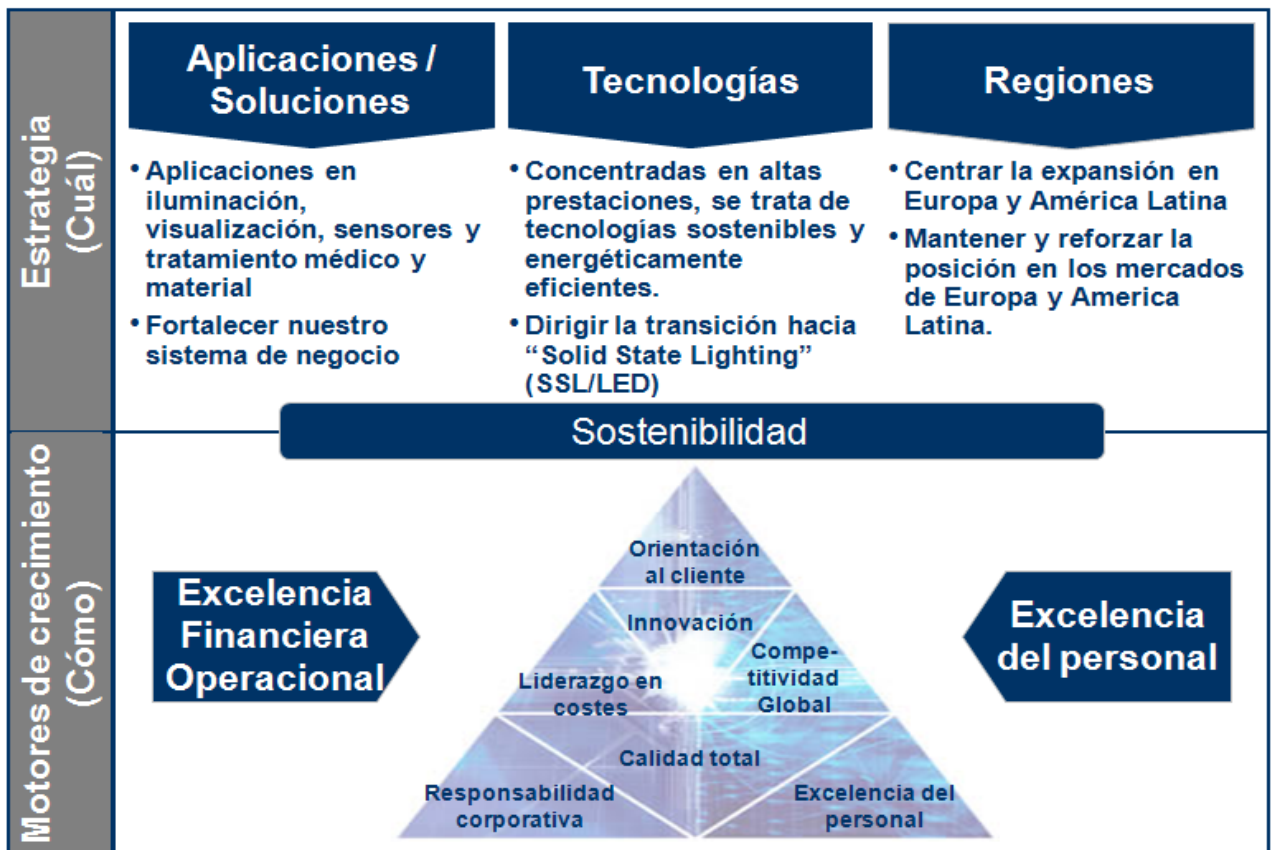 Estrategia
(Cuál)
Aplicaciones /
Soluciones
• Aplicaciones en
iluminación,
visualización, sensores y
tratamiento médico y
material
• Fortalecer nuestro
sistema de negocio
Tecnologías
• Concentradas en altas
prestaciones, se trata de
tecnologías sostenibles y
energéticamente
eficientes.
• Dirigir la transición hacia
“Solid State Lighting”
(SSL/LED)
Regiones
• Centrar la expansión en
Europa y América Latina
• Mantener y reforzar la
posición en los mercados
de Europa y America
Latina.
Sostenibilidad
Motores de crecimiento
(Cómo)
Excelencia
Financiera
Operacional
Orientación
al cliente
Innovación
Liderazgo en
costes
Compe-
titividad
Global
Calidad total
Responsabilidad
corporativa
Excelencia del
personal
Excelencia
del personal